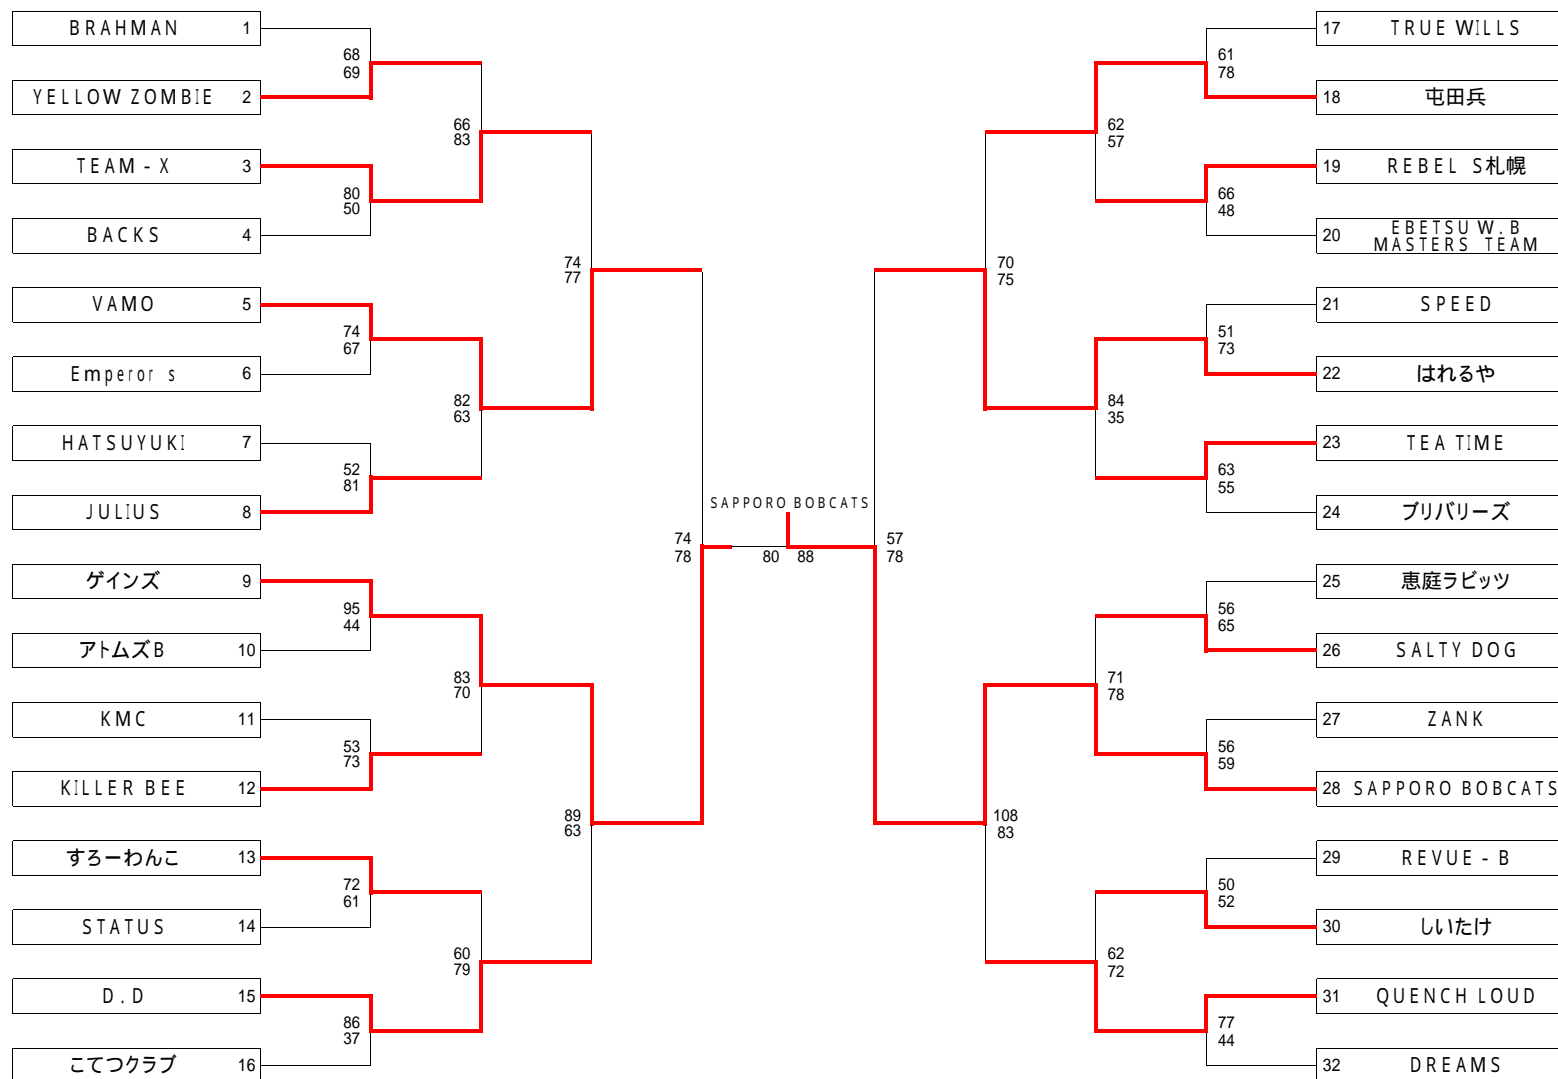 BRAHMAN 1
68
69
YELLOW ZOMBIE 2
66
83
TEAM - X 3
80
50
BACKS 4
74
77
VAMO 5
74
67
Emperor s 6
82
63
HATSUYUKI 7
52
81
JULIUS 8
74
78
ゲインズ 9
95
44
アトムズB 10
83
70
KMC 11
53
73
KILLER BEE 12
89
63
すろーわんこ 13
72
61
STATUS 14
60
79
D.D 15
86
37
こてつクラブ 16
SAPPORO BOBCATS
80 88
17 TRUE WILLS
61
78
18 屯田兵
62
57
19 REBEL S札幌
66
48
20 EBETSU W.B
MASTERS TEAM
70
75
21 SPEED
51
73
22 はれるや
84
35
23 TEA TIME
63
55
24 ブリバリーズ
57
78
25 恵庭ラビッツ
56
65
26 SALTY DOG
71
78
27 ZANK
56
59
28 SAPPORO BOBCATS
108
83
29 REVUE - B
50
52
30 しいたけ
62
72
31 QUENCH LOUD
77
44
32 DREAMS